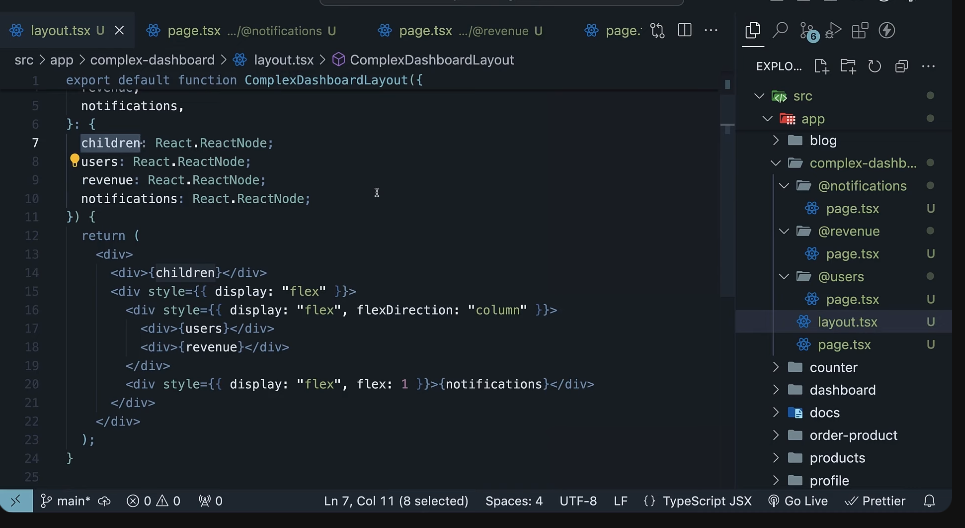 layout.tsx U
page.tsx .../@notifications U
page.tsx .../@revenue U
page.
src > app > complex-dashboard > layout.tsx > ComplexDashboardLayout
EXPLO...
1 export default function ComplexDashboardLayout({
revenue,
5 notifications,
6 }: {
7 children: React.ReactNode;
8 users: React.ReactNode;
9 revenue: React.ReactNode;
10 notifications: React.ReactNode;
11 }) {
12 return (
13 <div>
14 <div>{children}</div>
15 <div style={{ display: "flex" }}>
16 <div style={{ display: "flex", flexDirection: "column" }}>
17 <div>{users}</div>
18 <div>{revenue}</div>
19 </div>
20 <div style={{ display: "flex", flex: 1 }}>{notifications}</div>
21 </div>
22 </div>
23 );
24 }
25
6
src
app
blog
complex-dashb...
@notifications
page.tsx U
@revenue
page.tsx U
@users
page.tsx U
layout.tsx U
page.tsx U
counter
dashboard
docs
order-product
products
profile
main* 0 0 0 Ln 7, Col 11 (8 selected) Spaces: 4 UTF-8 LF {} TypeScript JSX Go Live Prettier